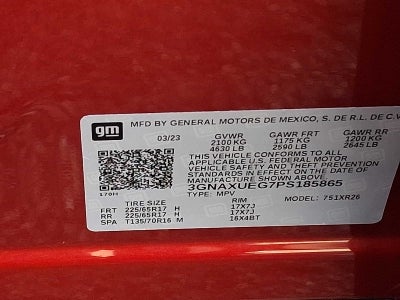 gm
MFD BY GENERAL MOTORS DE MEXICO, S. DE R.L. DE C.V
03/23 GVWR GAWR FRT GAWR RR
2100 KG 1175 KG 1200 KG
4630 LB 2590 LB 2645 LB
THIS VEHICLE CONFORMS TO ALL
APPLICABLE U.S. FEDERAL MOTOR
VEHICLE SAFETY AND THEFT PREVENTION
STANDARDS IN EFFECT ON THE DATE OF
MANUFACTURE SHOWN ABOVE.
3GNAXUEG7PS185865
170H TYPE: MPV MODEL: 751XR26
TIRE SIZE RIM
FRT 225/65R17 H 17X7J
RR 225/65R17 H 17X7J
SPA T135/70R16 M 16X4BT